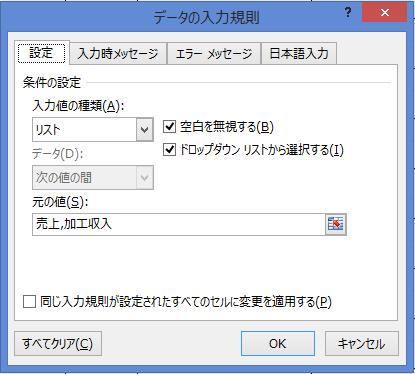 データの入力規則
?
設定 入力時メッセージ エラー メッセージ 日本語入力
条件の設定
入力値の種類(A):
リスト
空白を無視する(B)
データ(D):
ドロップダウン リストから選択する(I)
次の値の間
元の値(S):
売上,加工収入
同じ入力規則が設定されたすべてのセルに変更を適用する(P)
すべてクリア(C) OK キャンセル